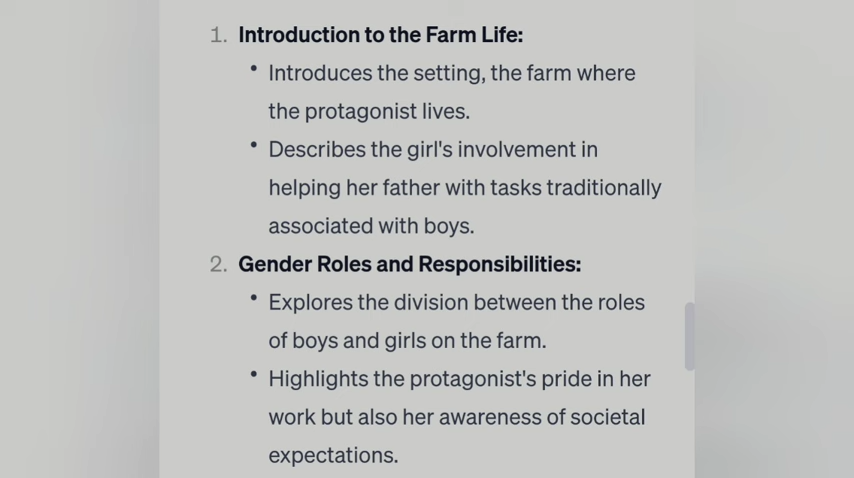 1. Introduction to the Farm Life:
• Introduces the setting, the farm where
the protagonist lives.
• Describes the girl's involvement in
helping her father with tasks traditionally
associated with boys.
2. Gender Roles and Responsibilities:
• Explores the division between the roles
of boys and girls on the farm.
• Highlights the protagonist's pride in her
work but also her awareness of societal
expectations.